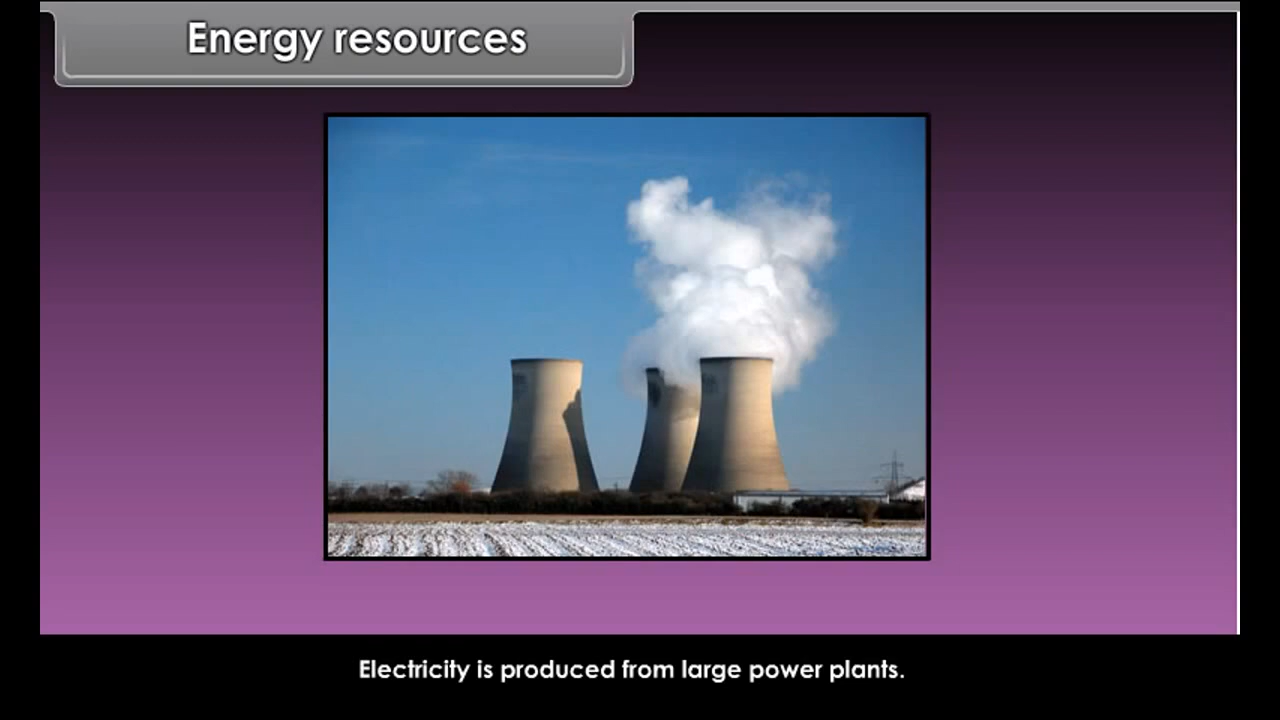 Energy resources
Electricity is produced from large power plants.